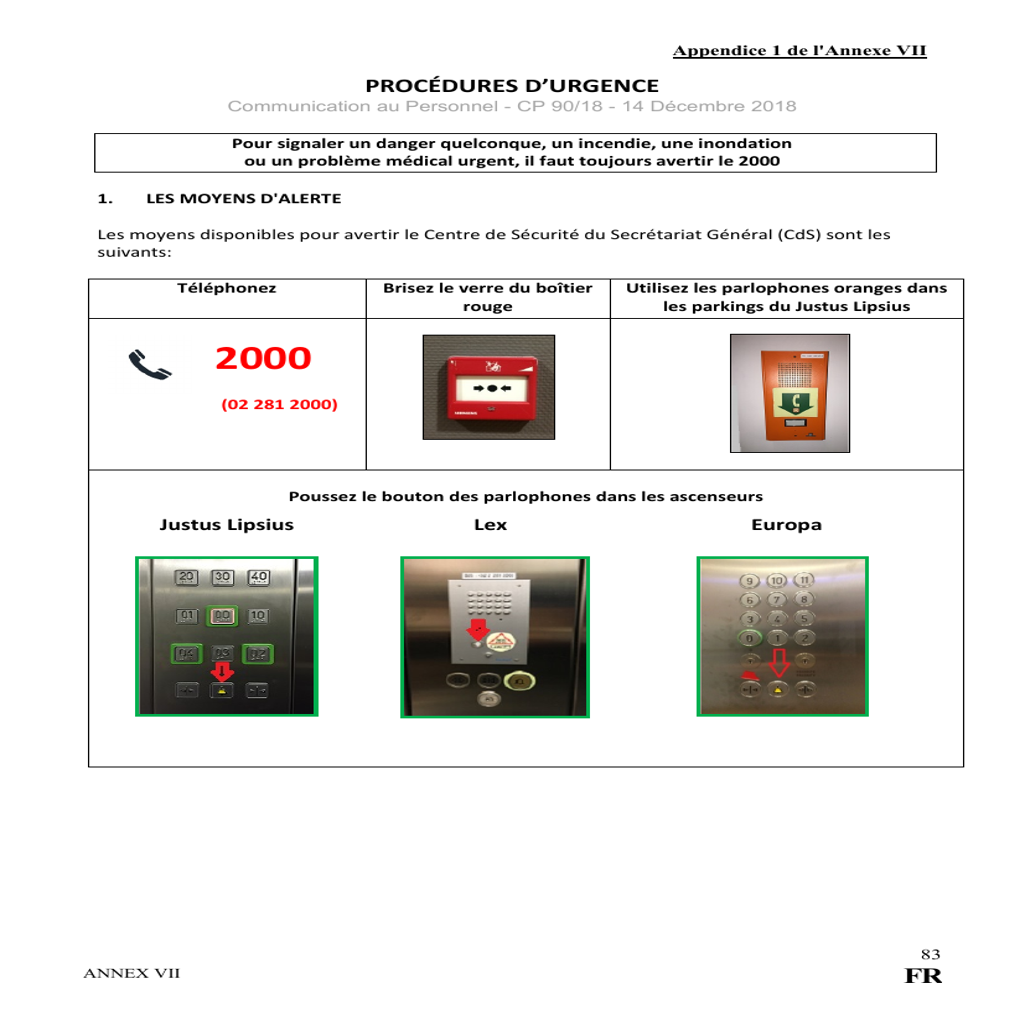 Appendice 1 de l'Annexe VII
PROCÉDURES D'URGENCE
Communication au Personnel - CP 90/18 - 14 Décembre 2018
Pour signaler un danger quelconque, un incendie, une inondation
ou un problème médical urgent, il faut toujours avertir le 2000
1. LES MOYENS D'ALERTE
Les moyens disponibles pour avertir le Centre de Sécurité du Secrétariat Général (CdS) sont les
suivants:
Téléphonez
Brisez le verre du boîtier
rouge
Utilisez les parlophones oranges dans
les parkings du Justus Lipsius
2000
(02 281 2000)
Poussez le bouton des parlophones dans les ascenseurs
Justus Lipsius
Lex
Europa
20 30 40
01 00 10
04 03 02
9 10 11
6 7 8
3 4 5
0 1 2
83
ANNEX VII
FR